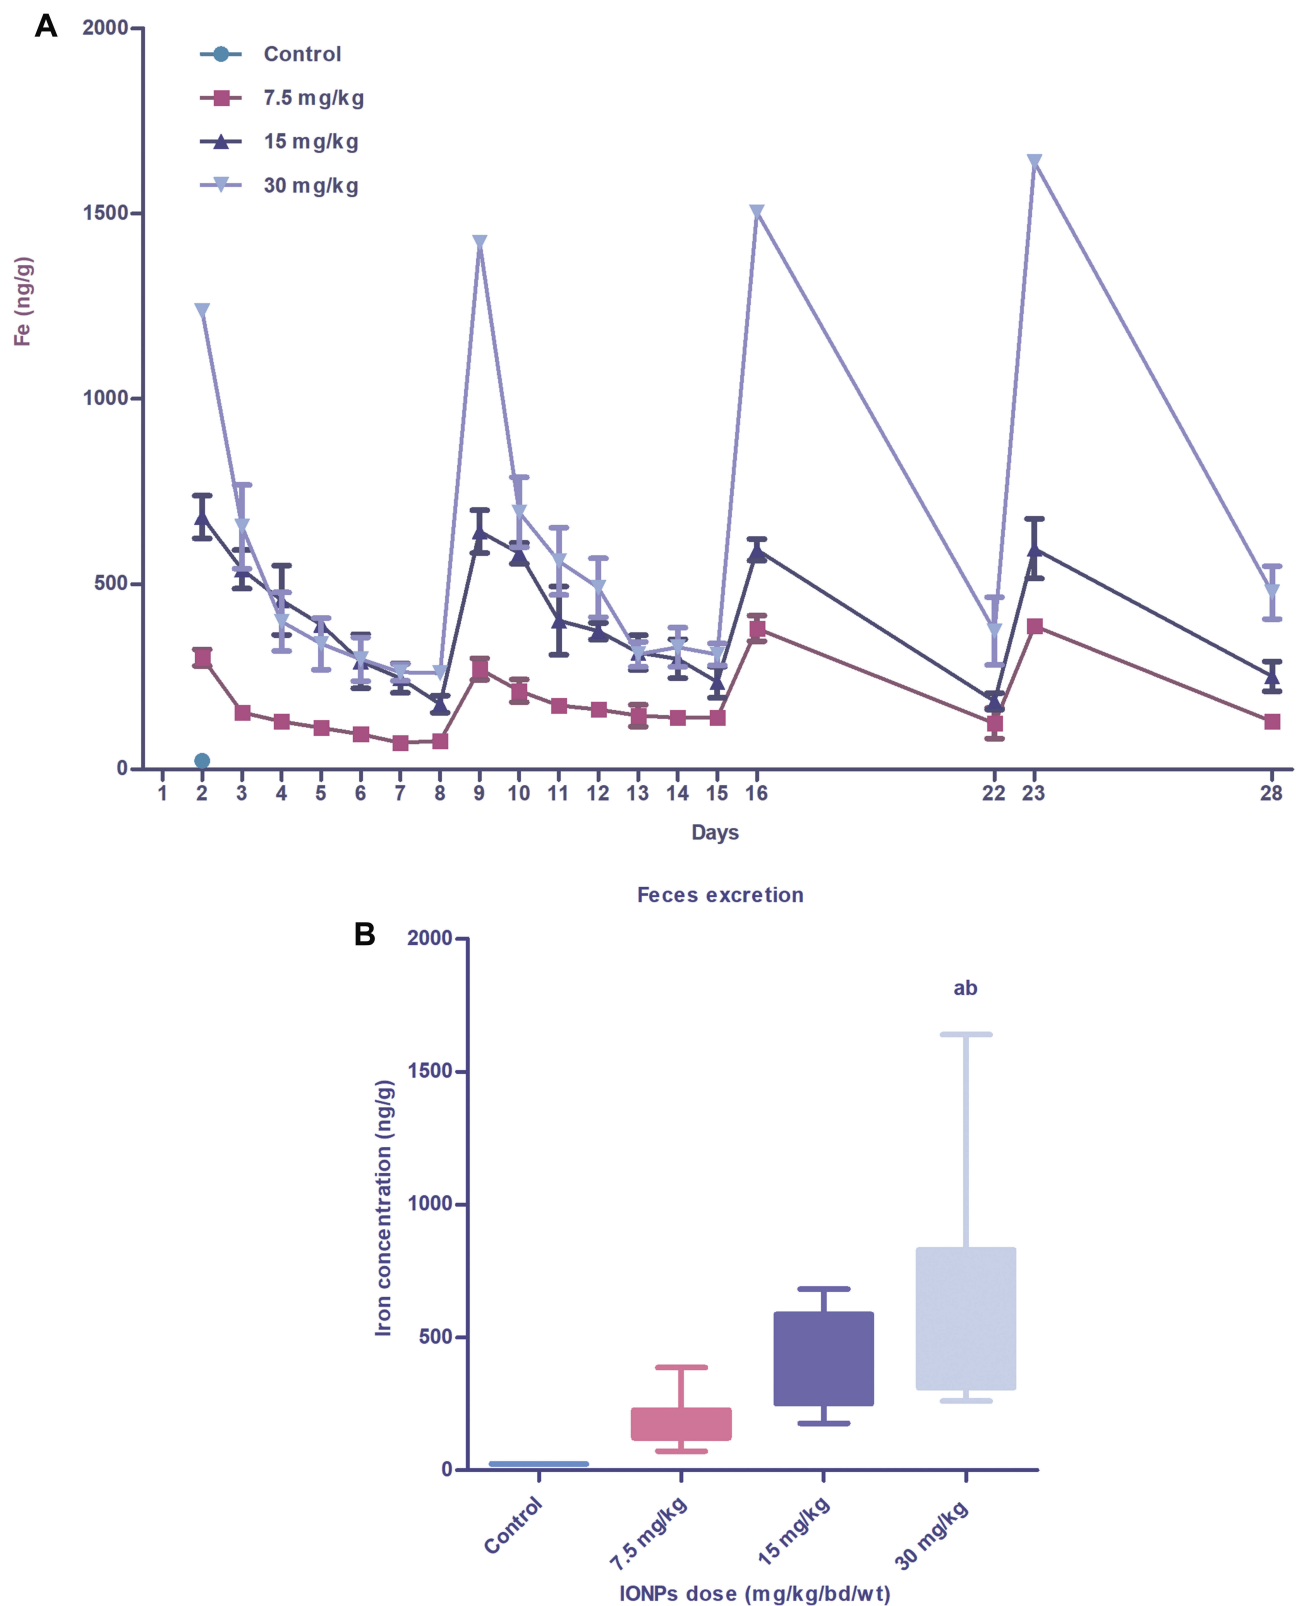 A
2000
1500
1000
500
0
Fe (ng/g)
Control
7.5 mg/kg
15 mg/kg
30 mg/kg
1 2 3 4 5 6 7 8 9 10 11 12 13 14 15 16 22 23 28
Days
Feces excretion
B
2000
1500
1000
500
0
Iron concentration (ng/g)
ab
Control 7.5 mg/kg 15 mg/kg 30 mg/kg
IONPs dose (mg/kg/bd/wt)